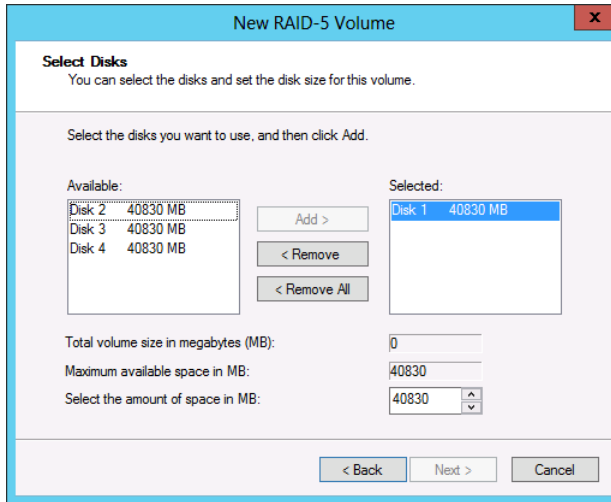 New RAID-5 Volume
x
Select Disks
You can select the disks and set the disk size for this volume.
Select the disks you want to use, and then click Add.
Available:
Selected:
Disk 2 40830 MB
Disk 3 40830 MB
Disk 4 40830 MB
Add >
< Remove
< Remove All
Disk 1 40830 MB
Total volume size in megabytes (MB): 0
Maximum available space in MB: 40830
Select the amount of space in MB: 40830
< Back Next > Cancel